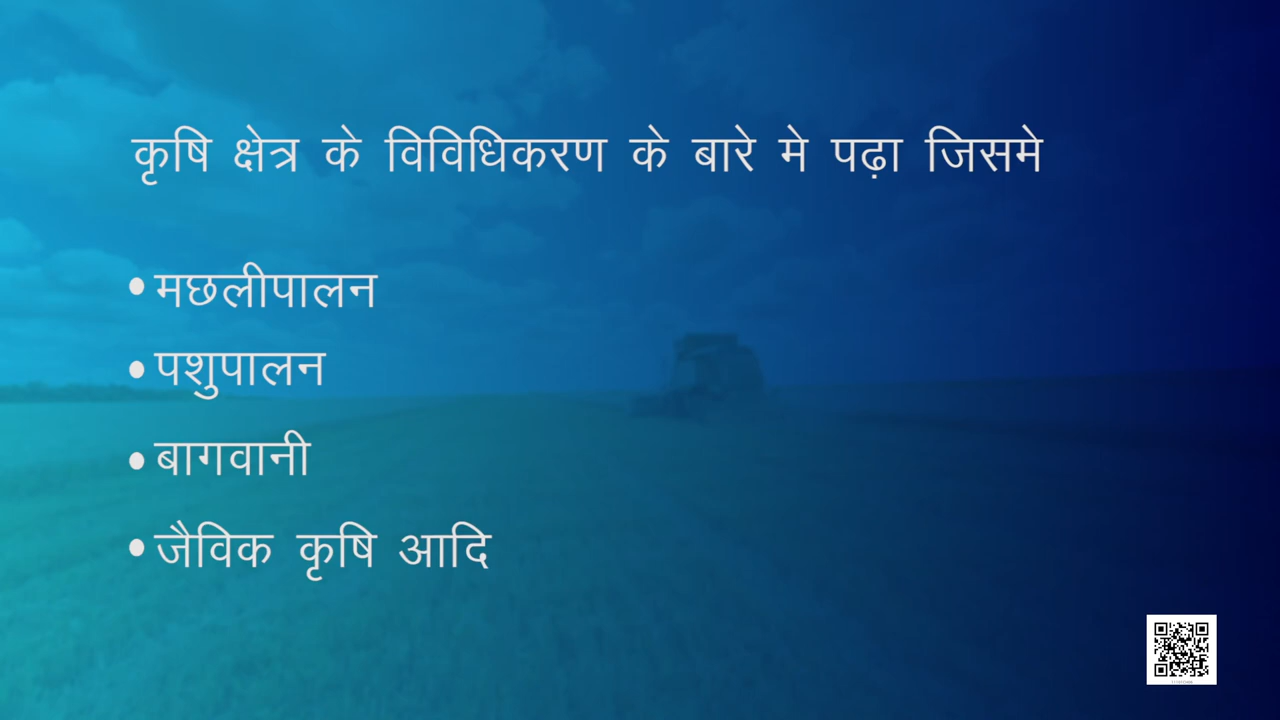 कृषि क्षेत्र के विविधिकरण के बारे मे पढ़ा जिसमे
• मछलीपालन
• पशुपालन
• बागवानी
• जैविक कृषि आदि